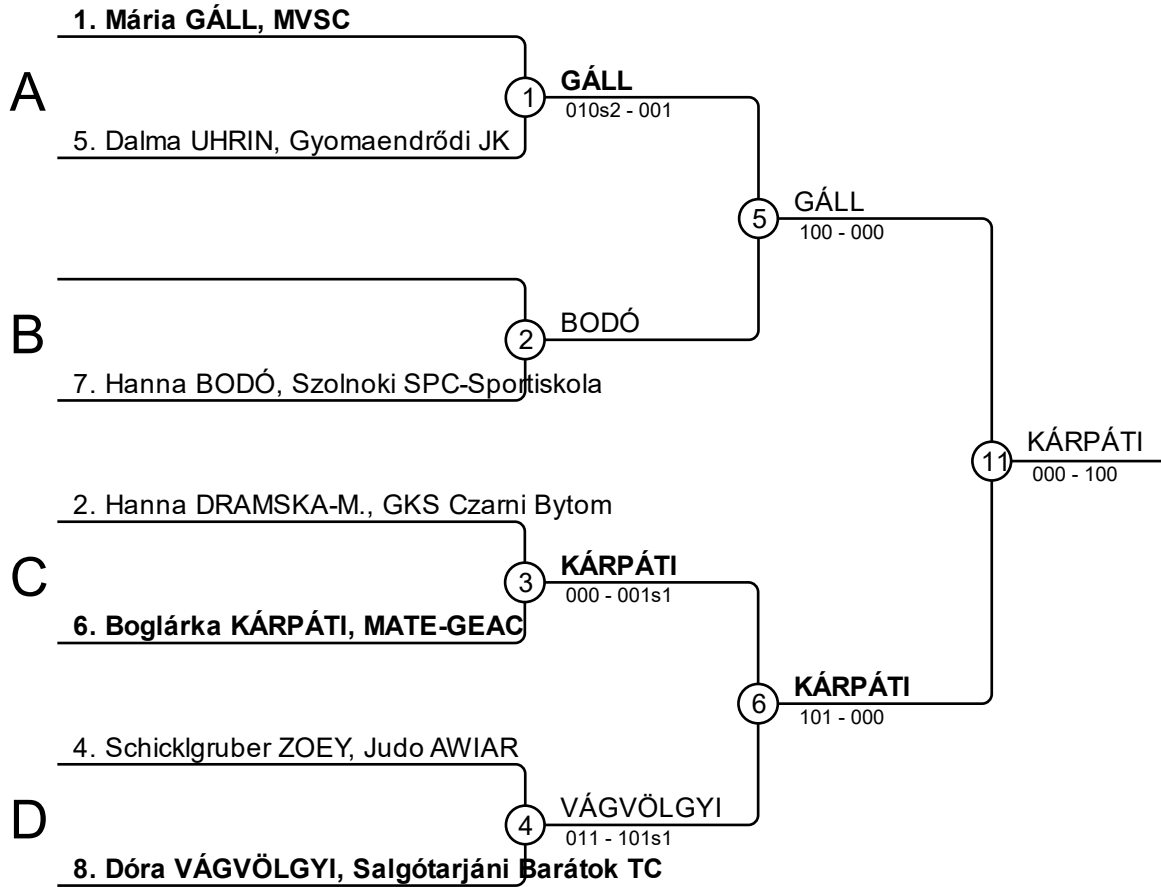 1. Mária GÁLL, MVSC
A
1
GÁLL
010s2 - 001
5. Dalma UHRIN, Gyomaendrődi JK
5
GÁLL
100 - 000
B
2
BODÓ
7. Hanna BODÓ, Szolnoki SPC-Sportiskola
11
KÁRPÁTI
000 - 100
2. Hanna DRAMSKA-M., GKS Czarni Bytom
C
3
KÁRPÁTI
000 - 001s1
6. Boglárka KÁRPÁTI, MATE-GEAC
6
KÁRPÁTI
101 - 000
4. Schicklgruber ZOEY, Judo AWIAR
D
4
VÁGVÖLGYI
011 - 101s1
8. Dóra VÁGVÖLGYI, Salgótarjáni Barátok TC